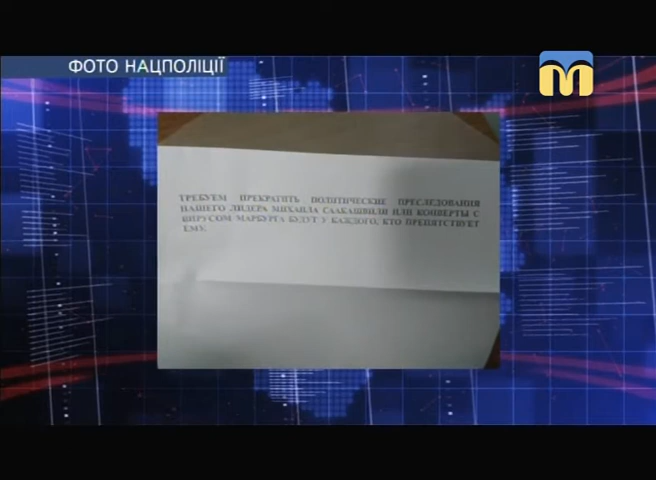 ФОТО НАЦПОЛІЦІЇ
М
ТРЕБУЕМ ПРЕКРАТИТЬ ПОЛИТИЧЕСКИЕ ПРЕСЛЕДОВАНИЯ
НАШЕГО ЛИДЕРА МИХАИЛА СААКАШВИЛИ ИЛИ КОНВЕРТЫ С
ВИРУСОМ МАРБУРГА БУДУТ У КАЖДОГО, КТО ПРЕПЯТСТВУЕТ
ЕМУ.